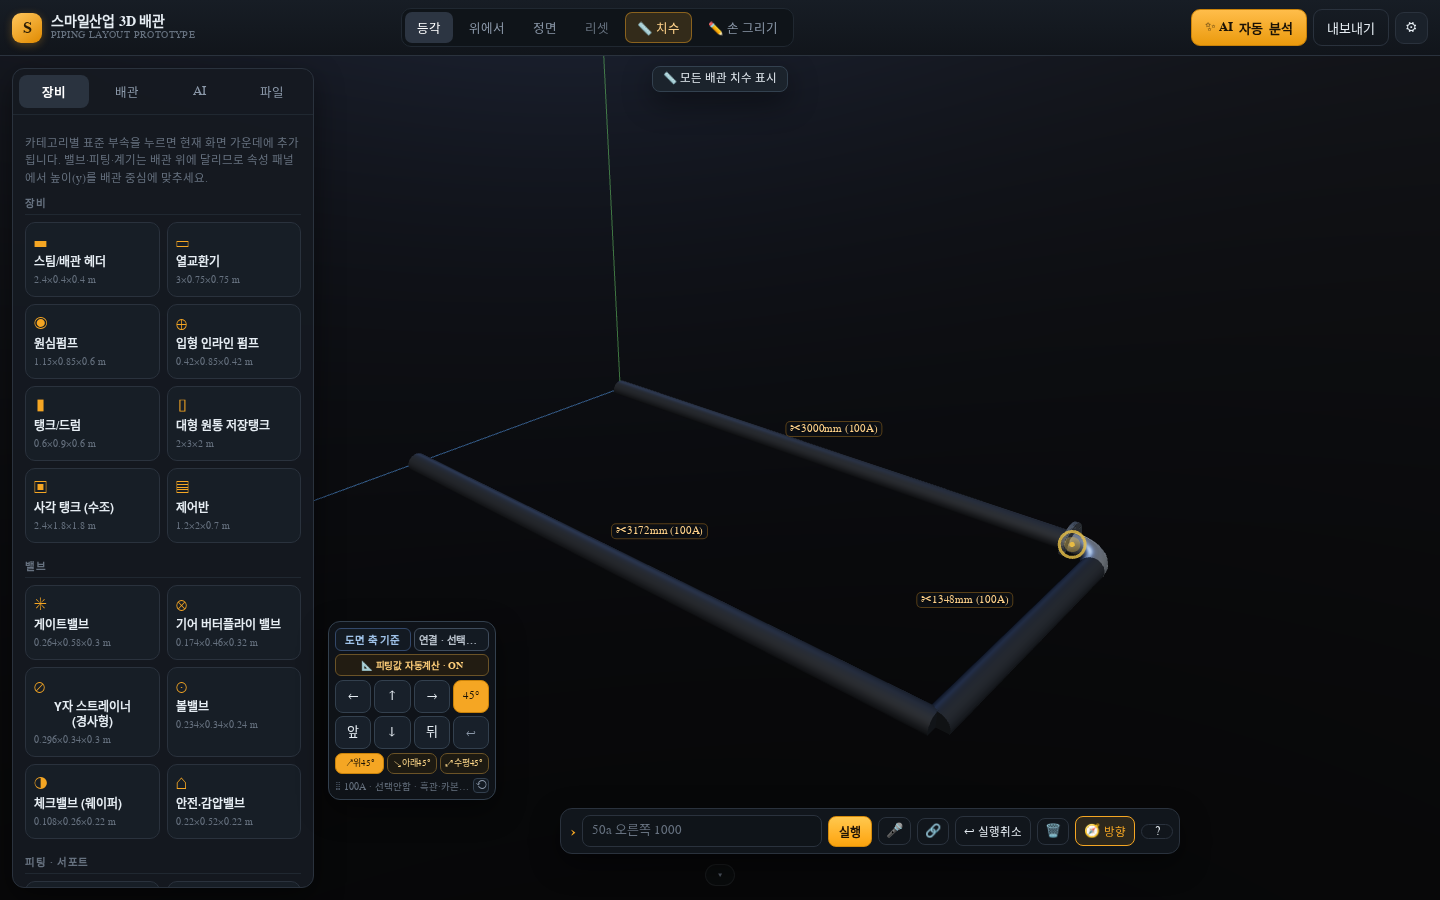 S
스마일산업 3D 배관
PIPING LAYOUT PROTOTYPE
등각
위에서
정면
리셋
📏 치수
✏️ 손 그리기
✨ AI 자동 분석
내보내기
📏 모든 배관 치수 표시
장비
배관
AI
파일
카테고리별 표준 부속을 누르면 현재 화면 가운데에 추가
됩니다. 밸브·피팅·계기는 배관 위에 달리므로 속성 패널
에서 높이(y)를 배관 중심에 맞추세요.
장비
스팀/배관 헤더
2.4×0.4×0.4 m
열교환기
3×0.75×0.75 m
원심펌프
1.15×0.85×0.6 m
입형 인라인 펌프
0.42×0.85×0.42 m
탱크/드럼
0.6×0.9×0.6 m
대형 원통 저장탱크
2×3×2 m
사각 탱크 (수조)
2.4×1.8×1.8 m
제어반
1.2×2×0.7 m
밸브
게이트밸브
0.264×0.58×0.3 m
기어 버터플라이 밸브
0.174×0.46×0.32 m
Y자 스트레이너
(경사형)
0.296×0.34×0.3 m
볼밸브
0.234×0.34×0.24 m
체크밸브 (웨이퍼)
0.108×0.26×0.22 m
안전·감압밸브
0.22×0.52×0.22 m
피팅 · 서포트
✂3000mm (100A)
✂3172mm (100A)
✂1348mm (100A)
도면 축 기준
연결 · 선택…
📐 피팅값 자동계산 · ON
← ↑ → 45°
앞 ↓ 뒤 ↩
↗위45° ↘아래45° ⤢수평45°
100A · 선택안함 · 흑관·카본…
› 50a 오른쪽 1000
실행
↩ 실행취소
🧭 방향
?